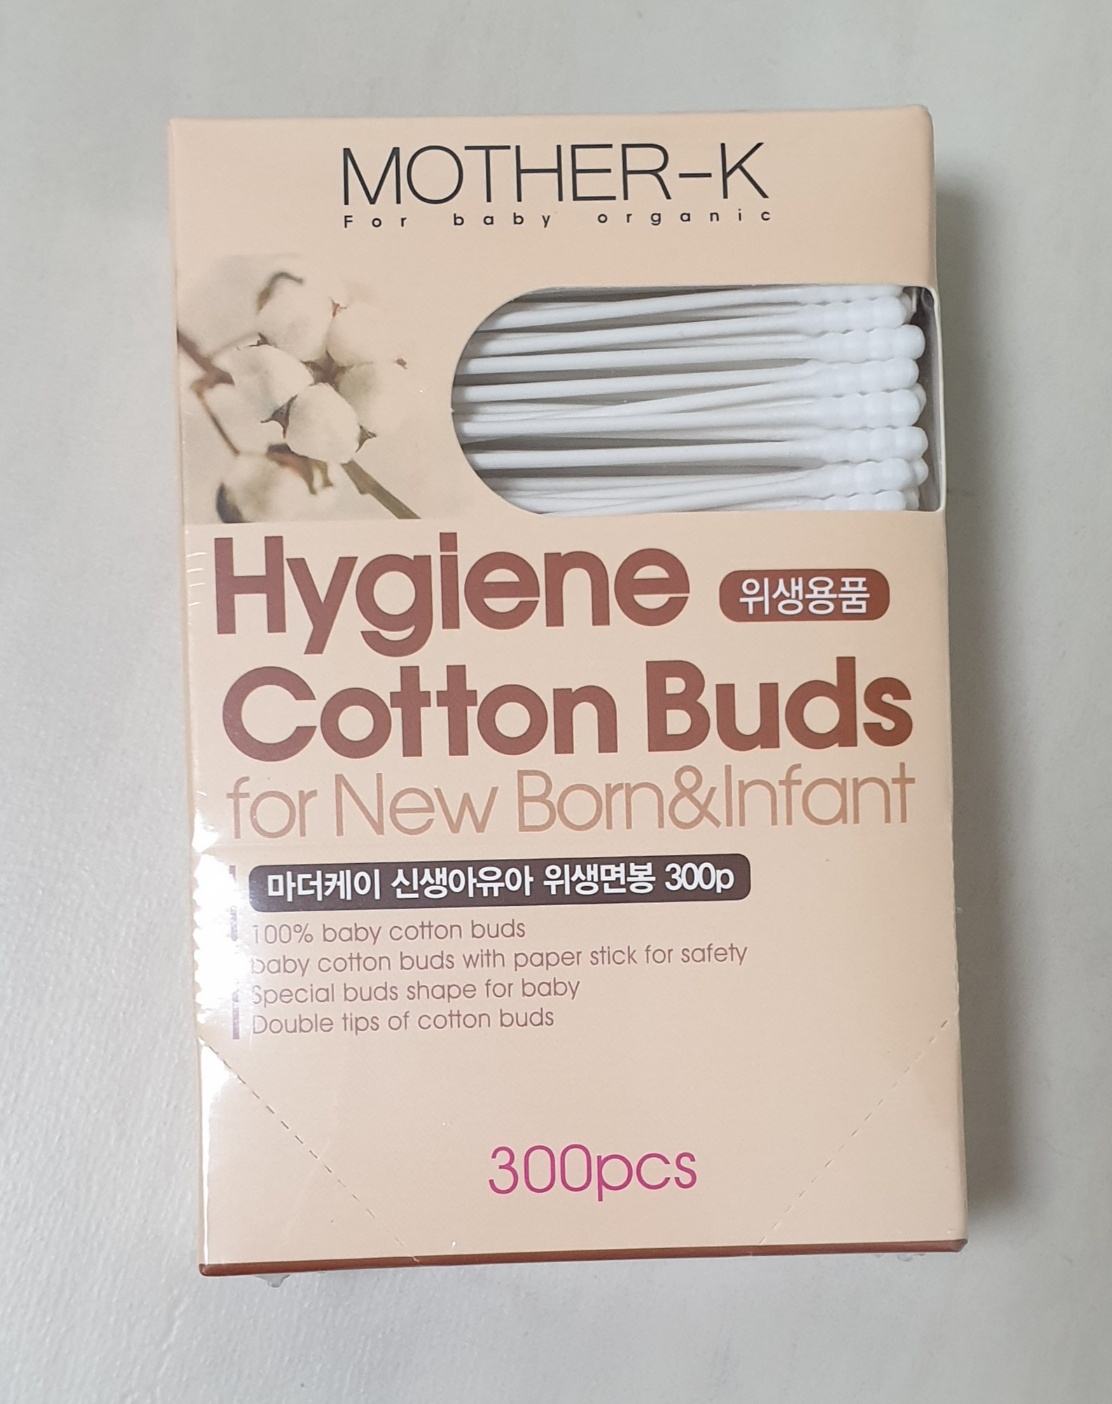 MOTHER-K
For baby organic
Hygiene
위생용품
Cotton Buds
for New Born&Infant
마더케이 신생아유아 위생면봉 300p
100% baby cotton buds
baby cotton buds with paper stick for safety
Special buds shape for baby
Double tips of cotton buds
300pcs